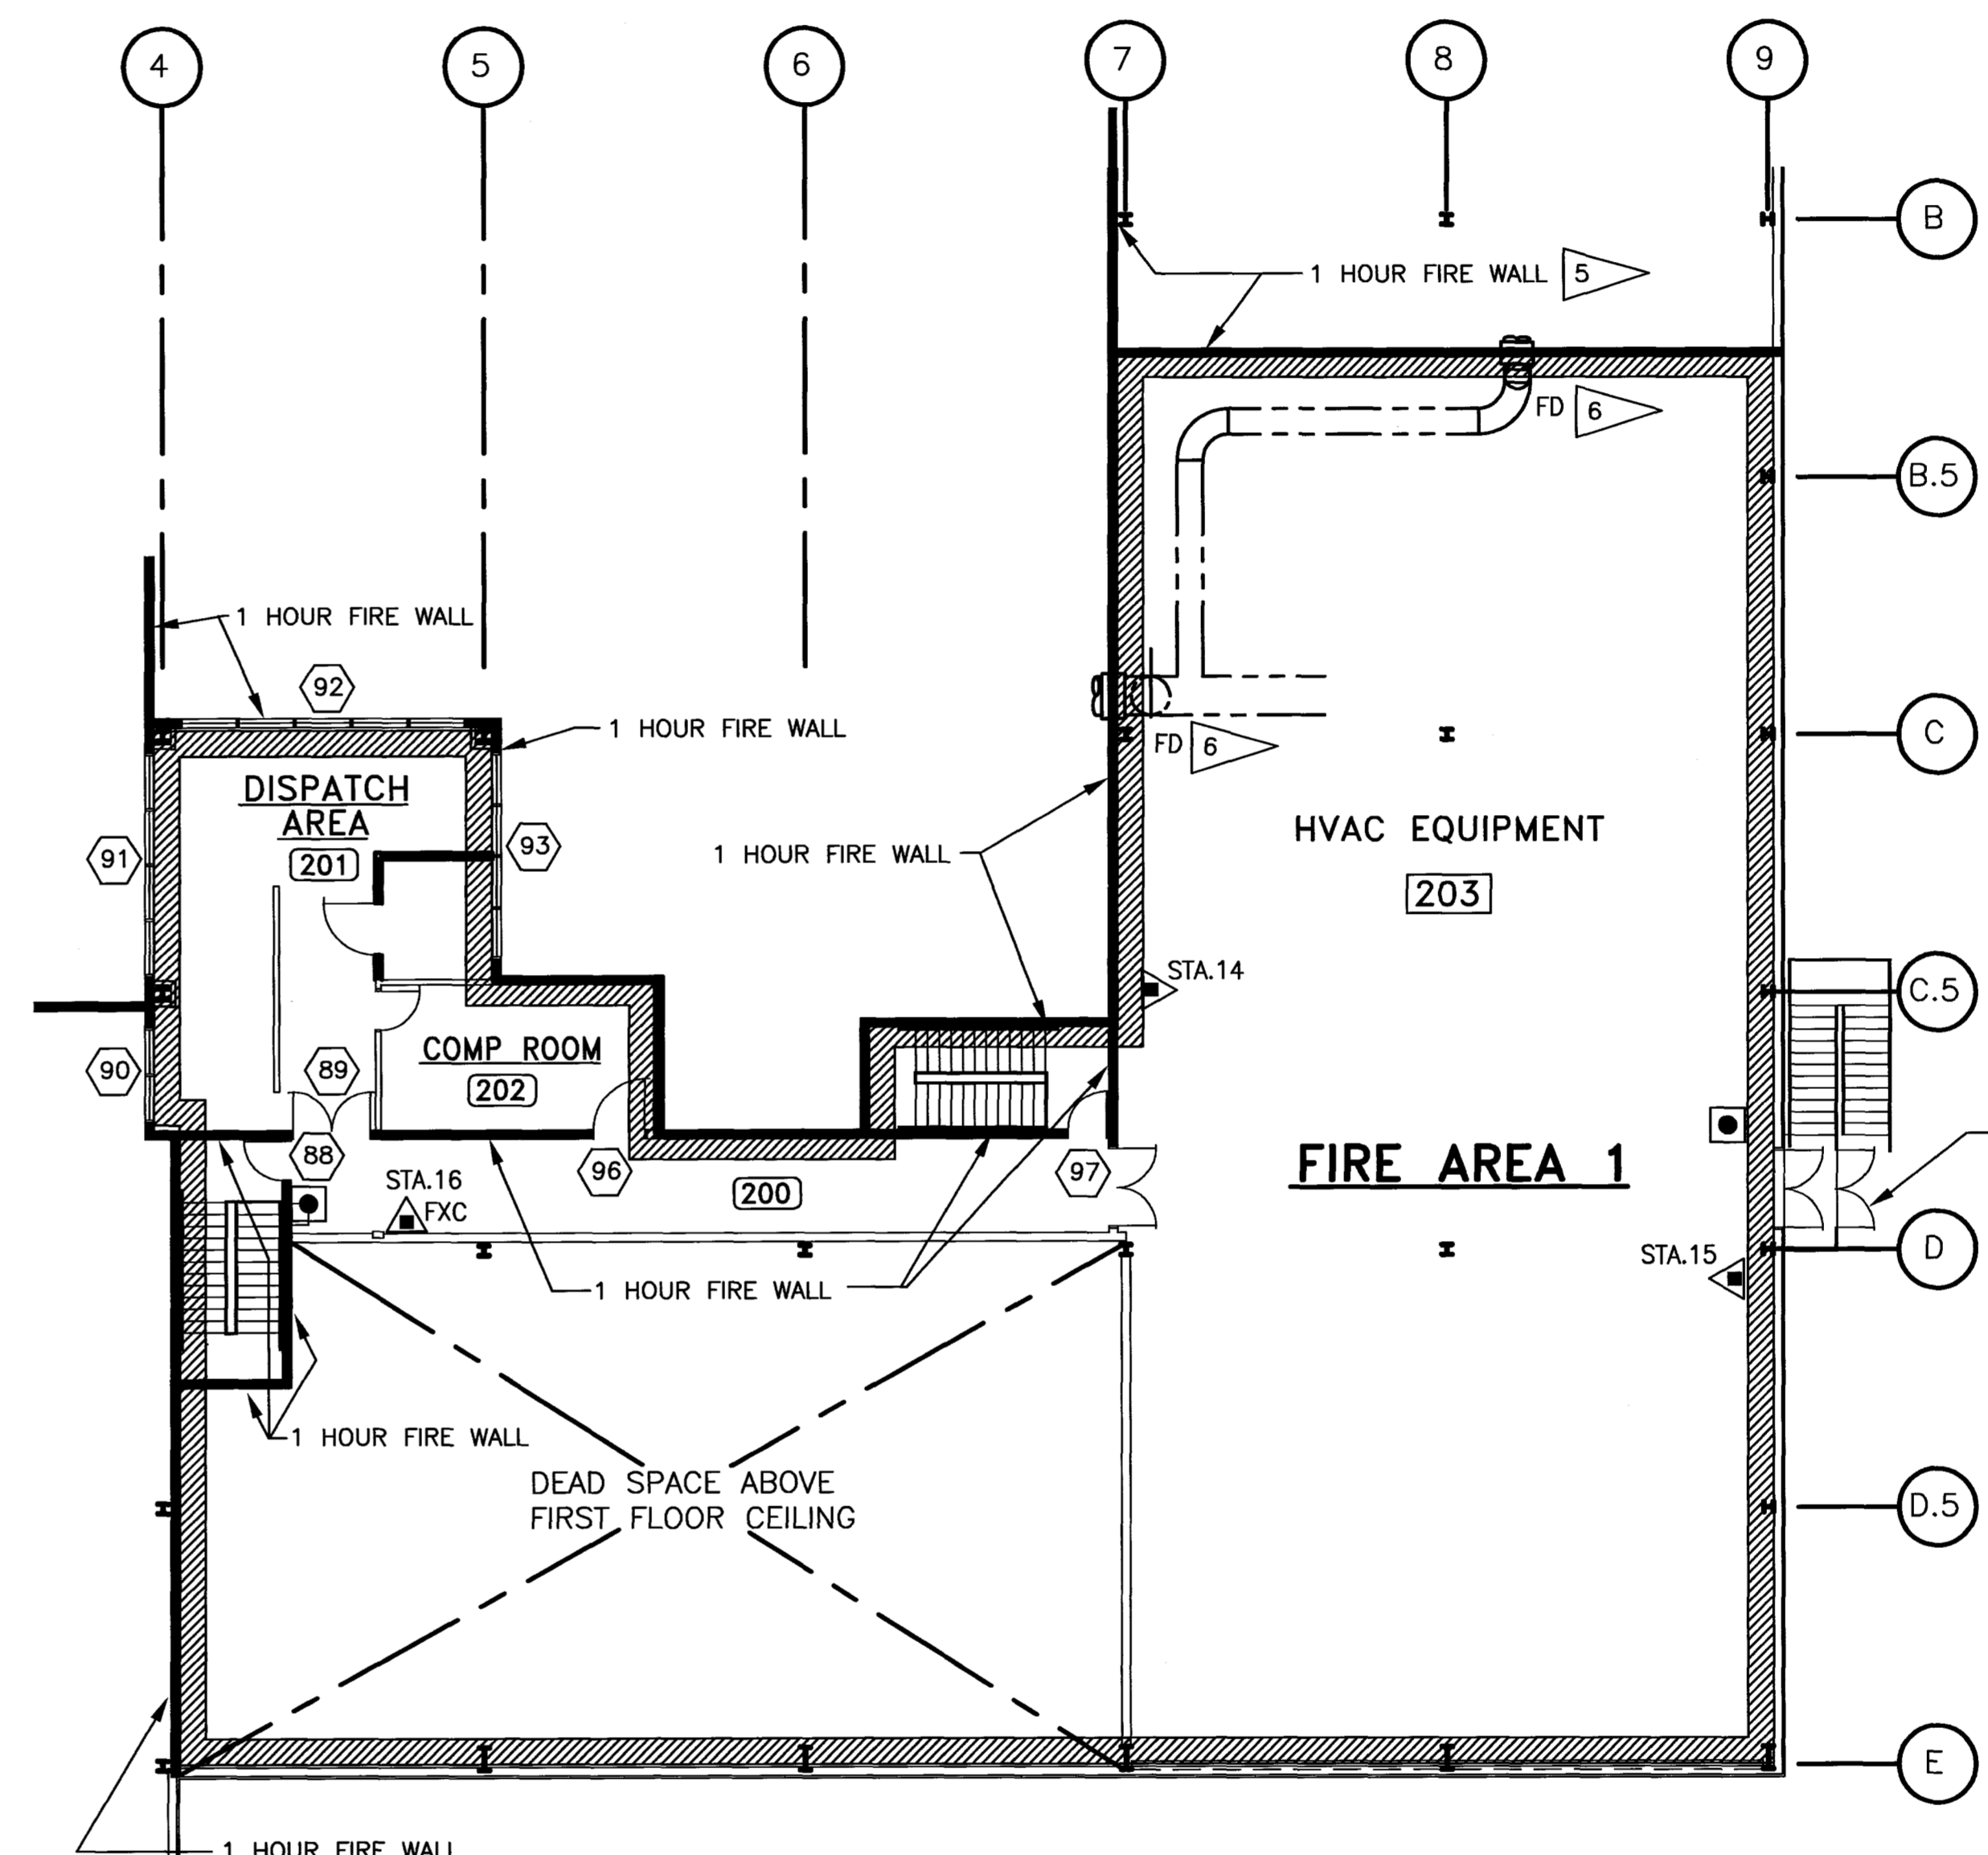 4
5
6
7
8
9
B
1 HOUR FIRE WALL 5
FD 6
B.5
1 HOUR FIRE WALL
92
1 HOUR FIRE WALL
C
FD 6
DISPATCH
AREA
201
91
93
1 HOUR FIRE WALL
HVAC EQUIPMENT
203
STA.14
C.5
90
89
COMP ROOM
202
88
96
97
FIRE AREA 1
STA.16
FXC
200
D
STA.15
1 HOUR FIRE WALL
1 HOUR FIRE WALL
DEAD SPACE ABOVE
FIRST FLOOR CEILING
D.5
E
1 HOUR FIRE WALL